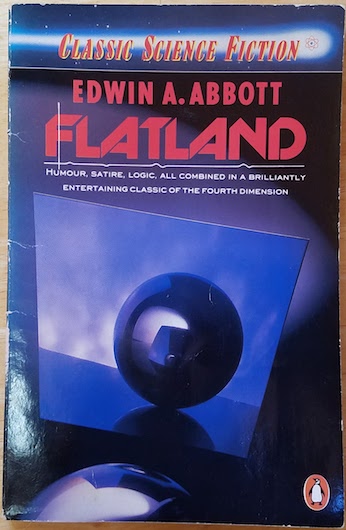 CLASSIC SCIENCE FICTION
EDWIN A. ABBOTT
FLATLAND
HUMOUR, SATIRE, LOGIC, ALL COMBINED IN A BRILLIANTLY
ENTERTAINING CLASSIC OF THE FOURTH DIMENSION